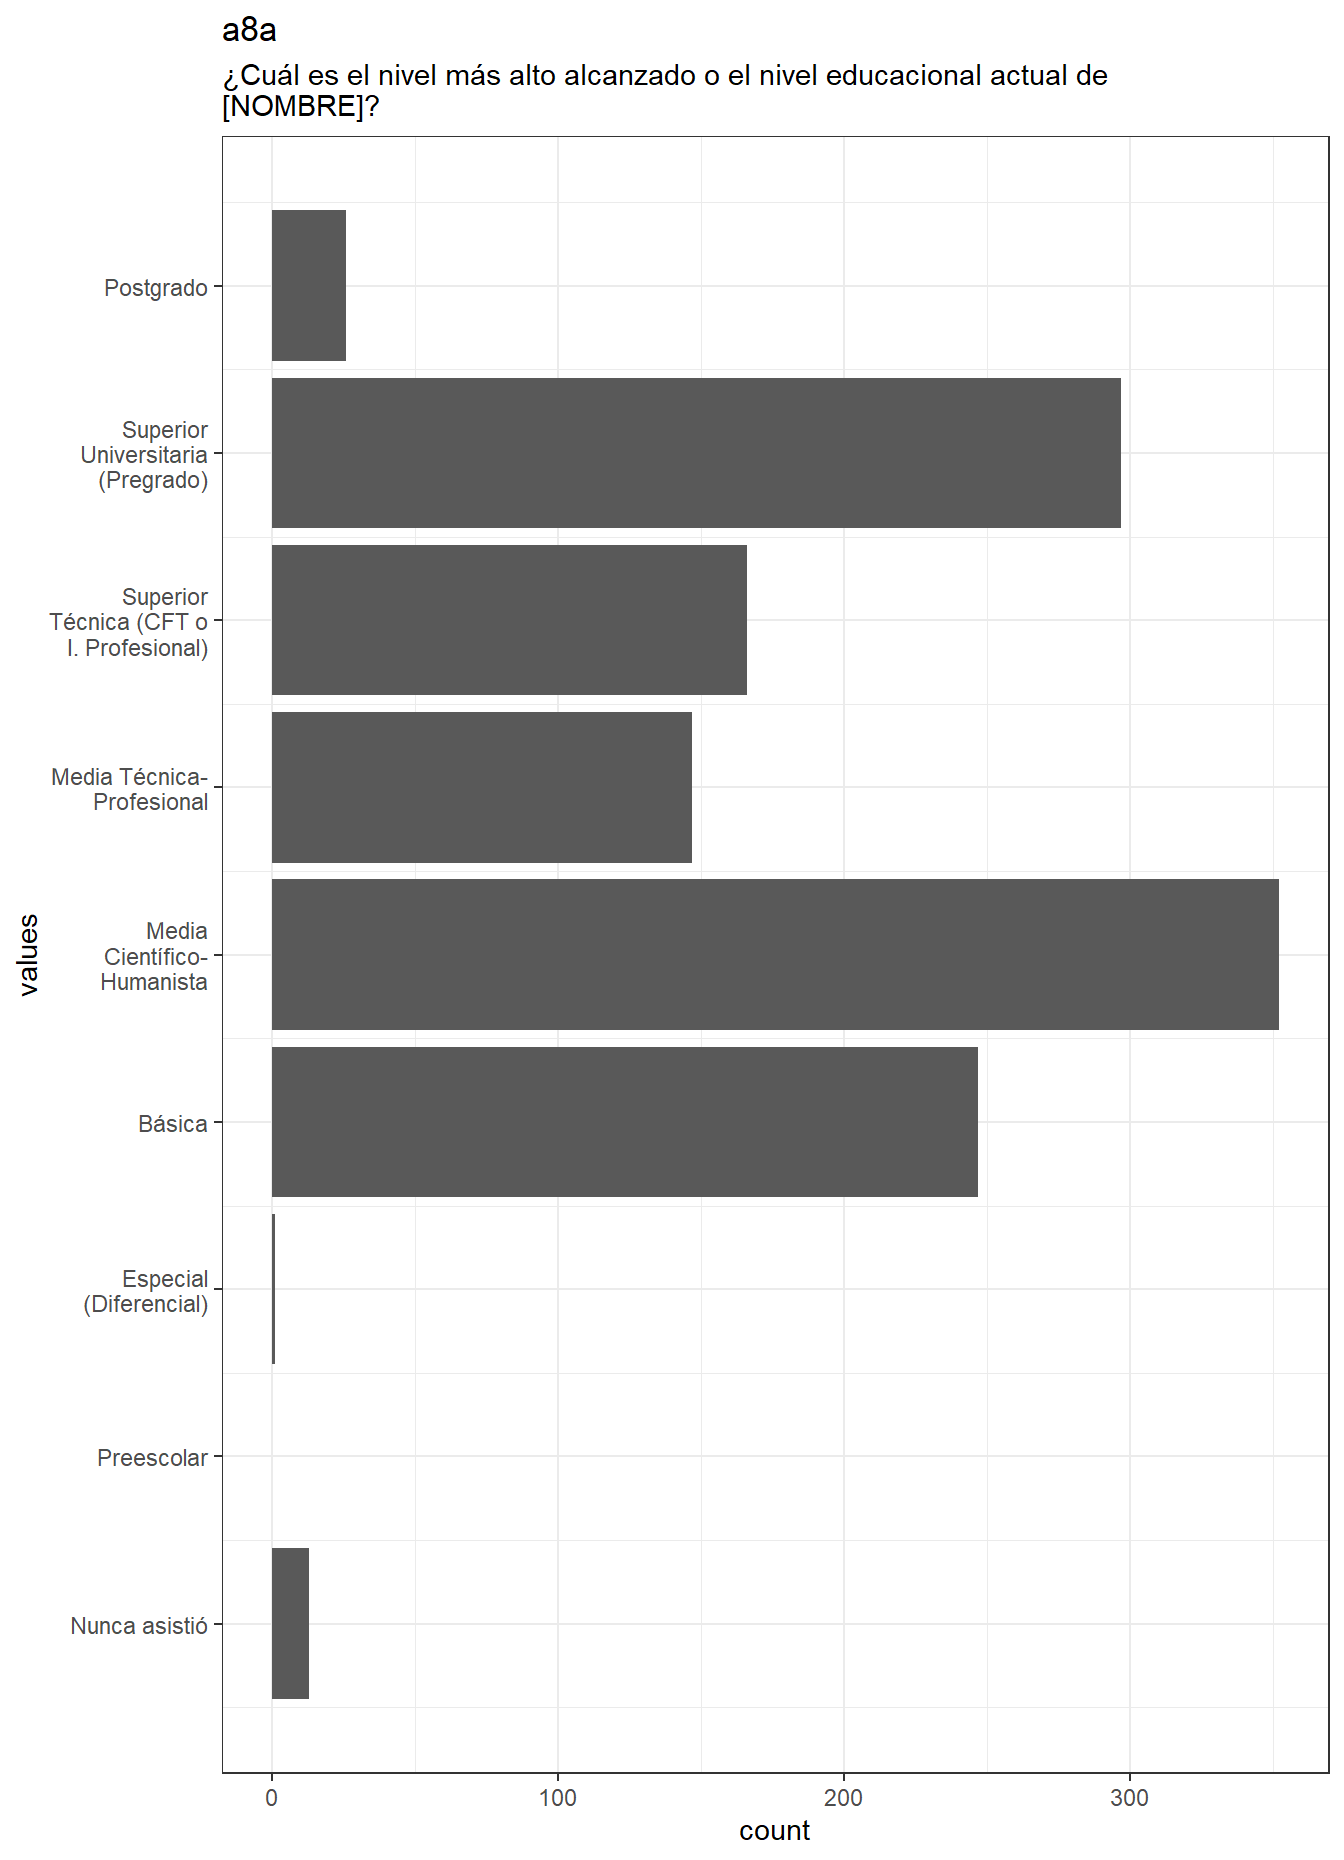 a8a
¿Cuál es el nivel más alto alcanzado o el nivel educacional actual de
[NOMBRE]?
Postgrado
Superior
Universitaria
(Pregrado)
Superior
Técnica (CFT o
I. Profesional)
Media Técnica-
Profesional
Media
Científico-
Humanista
Básica
Especial
(Diferencial)
Preescolar
Nunca asistió
values
0 100 200 300
count